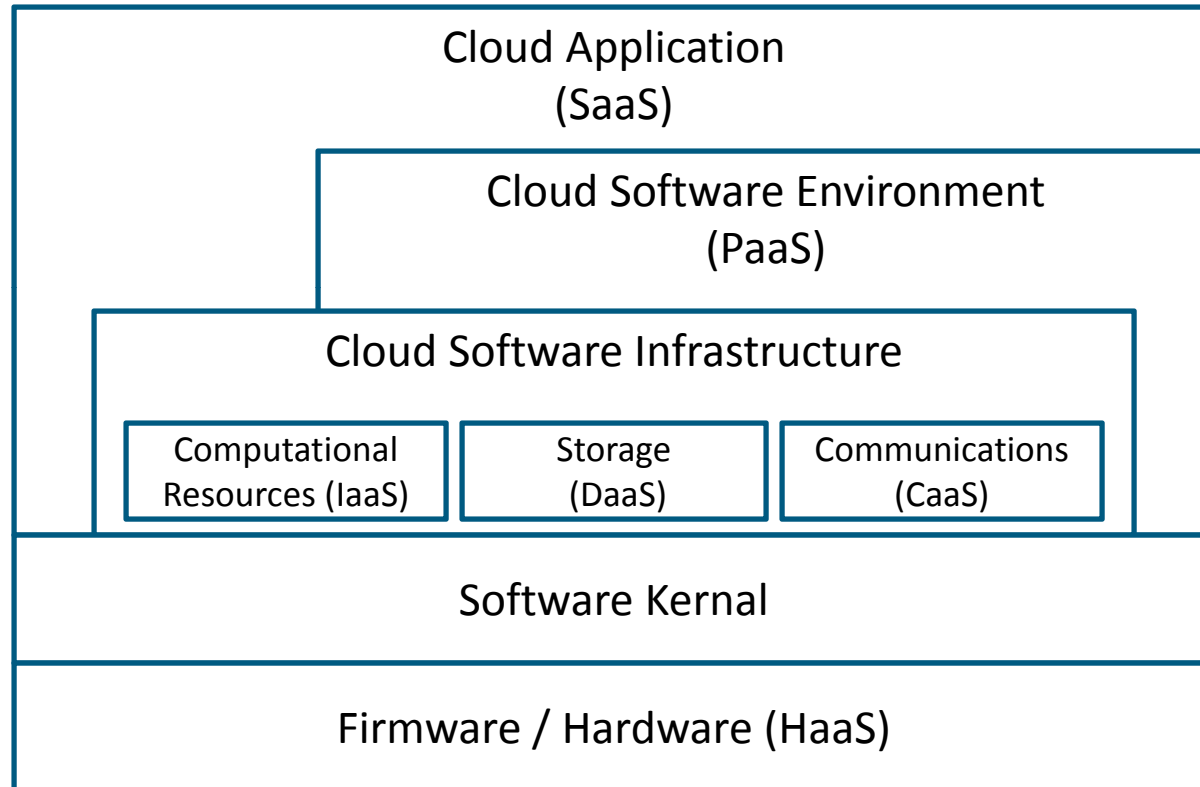 Cloud Application
(SaaS)
Cloud Software Environment
(PaaS)
Cloud Software Infrastructure
Computational
Resources (IaaS)
Storage
(DaaS)
Communications
(CaaS)
Software Kernal
Firmware / Hardware (HaaS)